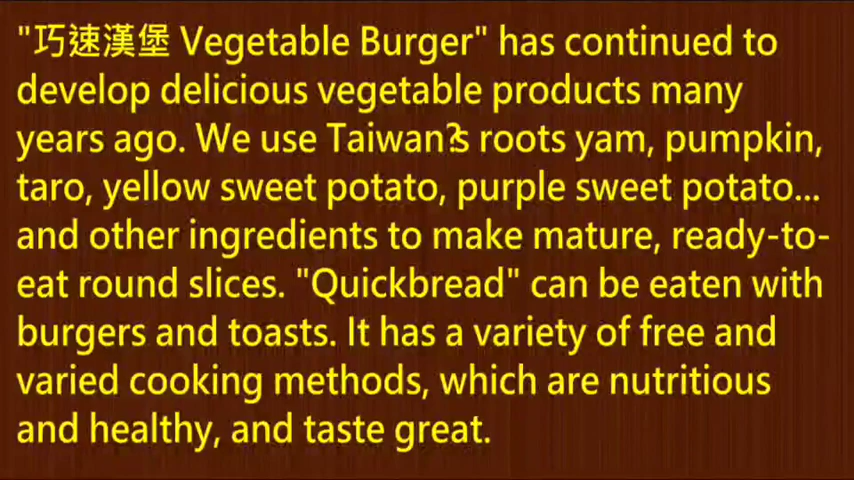 "巧速漢堡 Vegetable Burger" has continued to
develop delicious vegetable products many
years ago. We use Taiwan?s roots yam, pumpkin,
taro, yellow sweet potato, purple sweet potato...
and other ingredients to make mature, ready-to-
eat round slices. "Quickbread" can be eaten with
burgers and toasts. It has a variety of free and
varied cooking methods, which are nutritious
and healthy, and taste great.